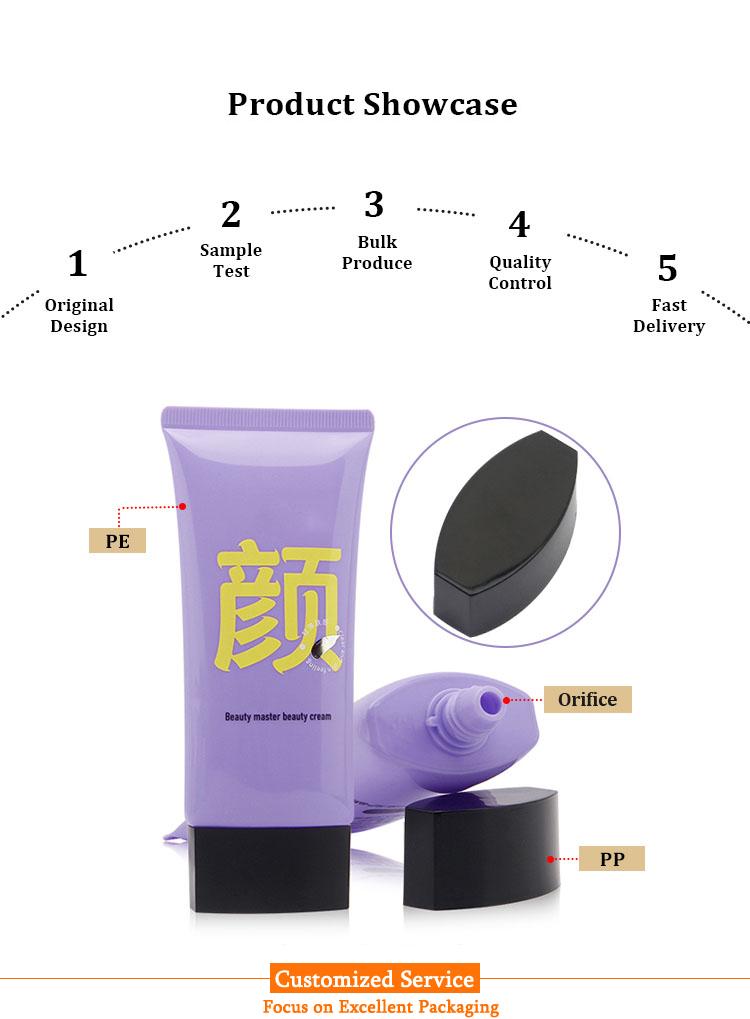 Product Showcase
1
Original
Design
2
Sample
Test
3
Bulk
Produce
4
Quality
Control
5
Fast
Delivery
PE
颜
Beauty master beauty cream
Orifice
PP
Customized Service
Focus on Excellent Packaging